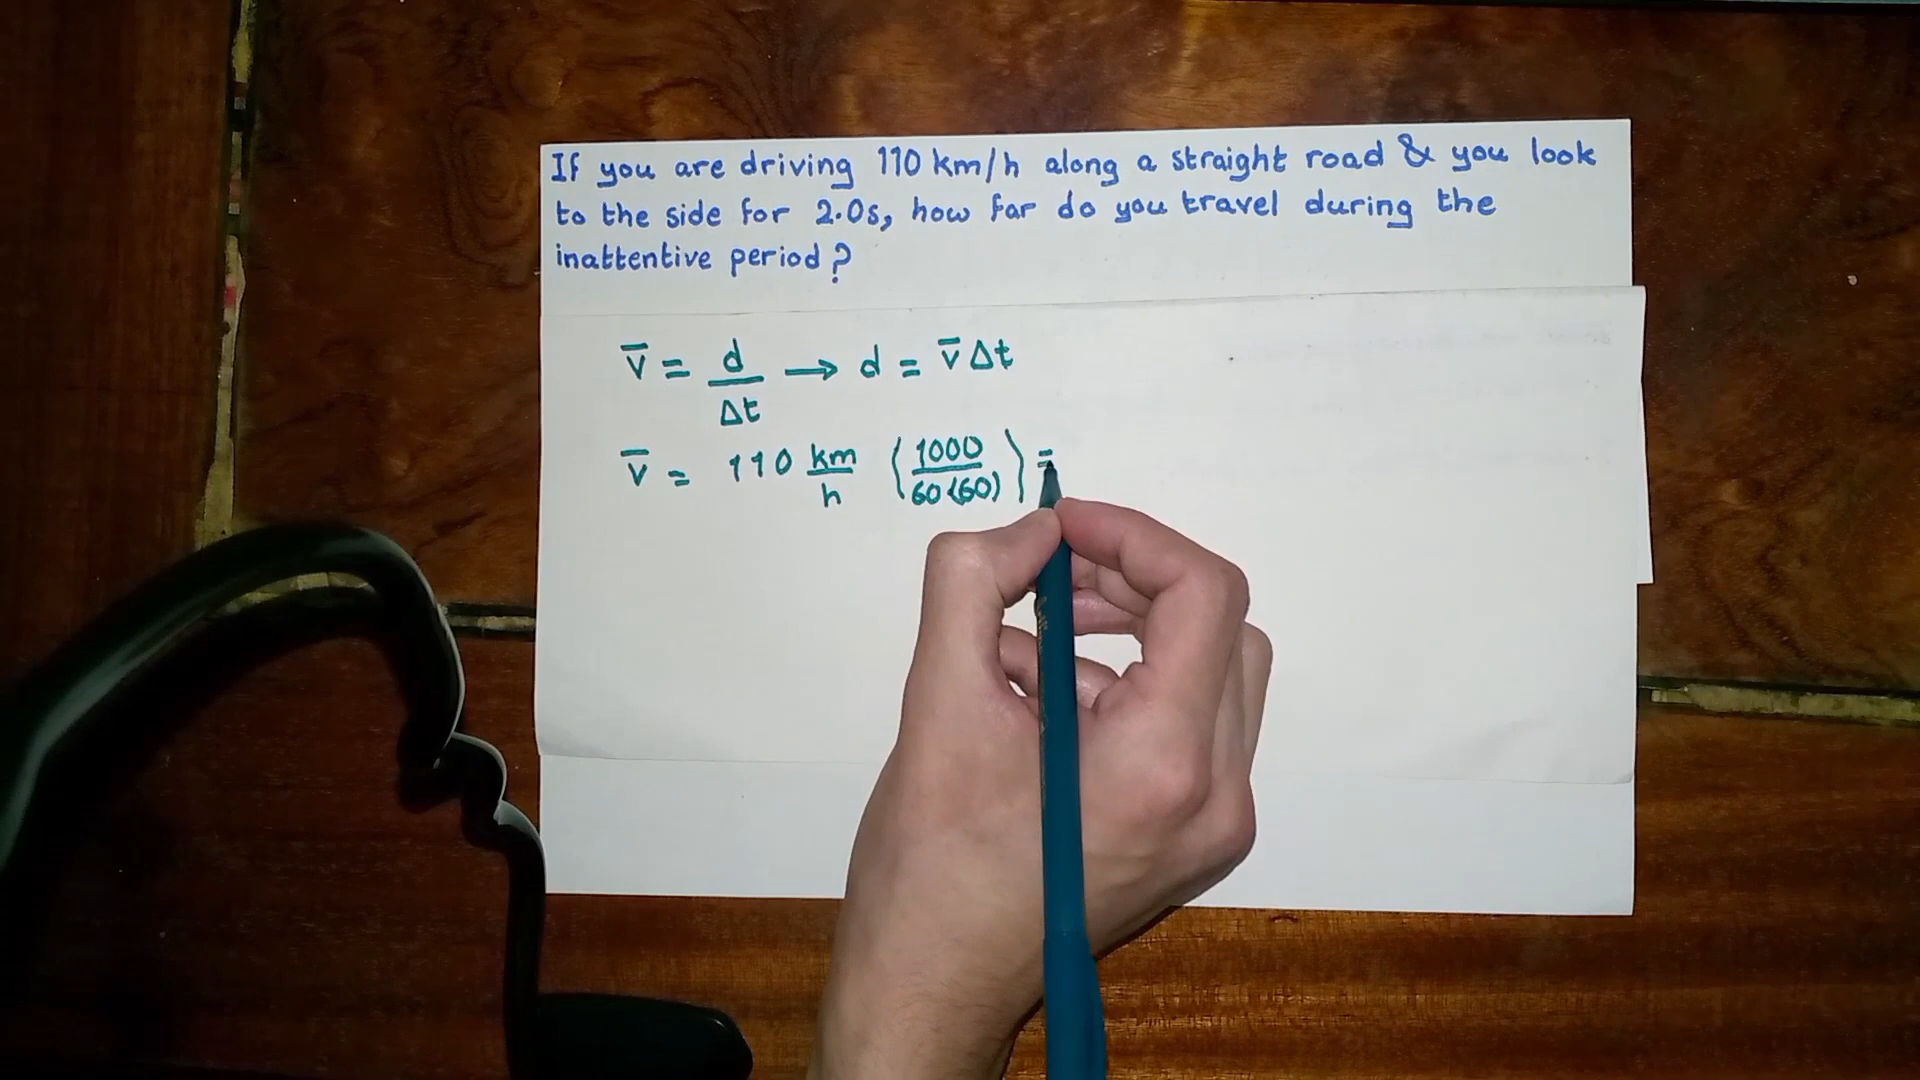 If you are driving 110 km/h along a straight road & you look
to the side for 2.0s, how far do you travel during the
inattentive period?
v̅ = d/Δt → d = v̅Δt
v̅ = 110 km/h (1000/60(60)) =